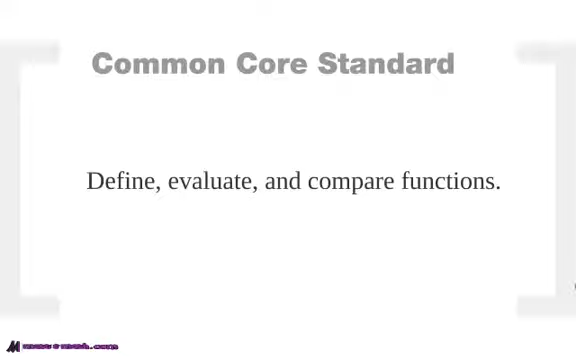 Common Core Standard
Define, evaluate, and compare functions.